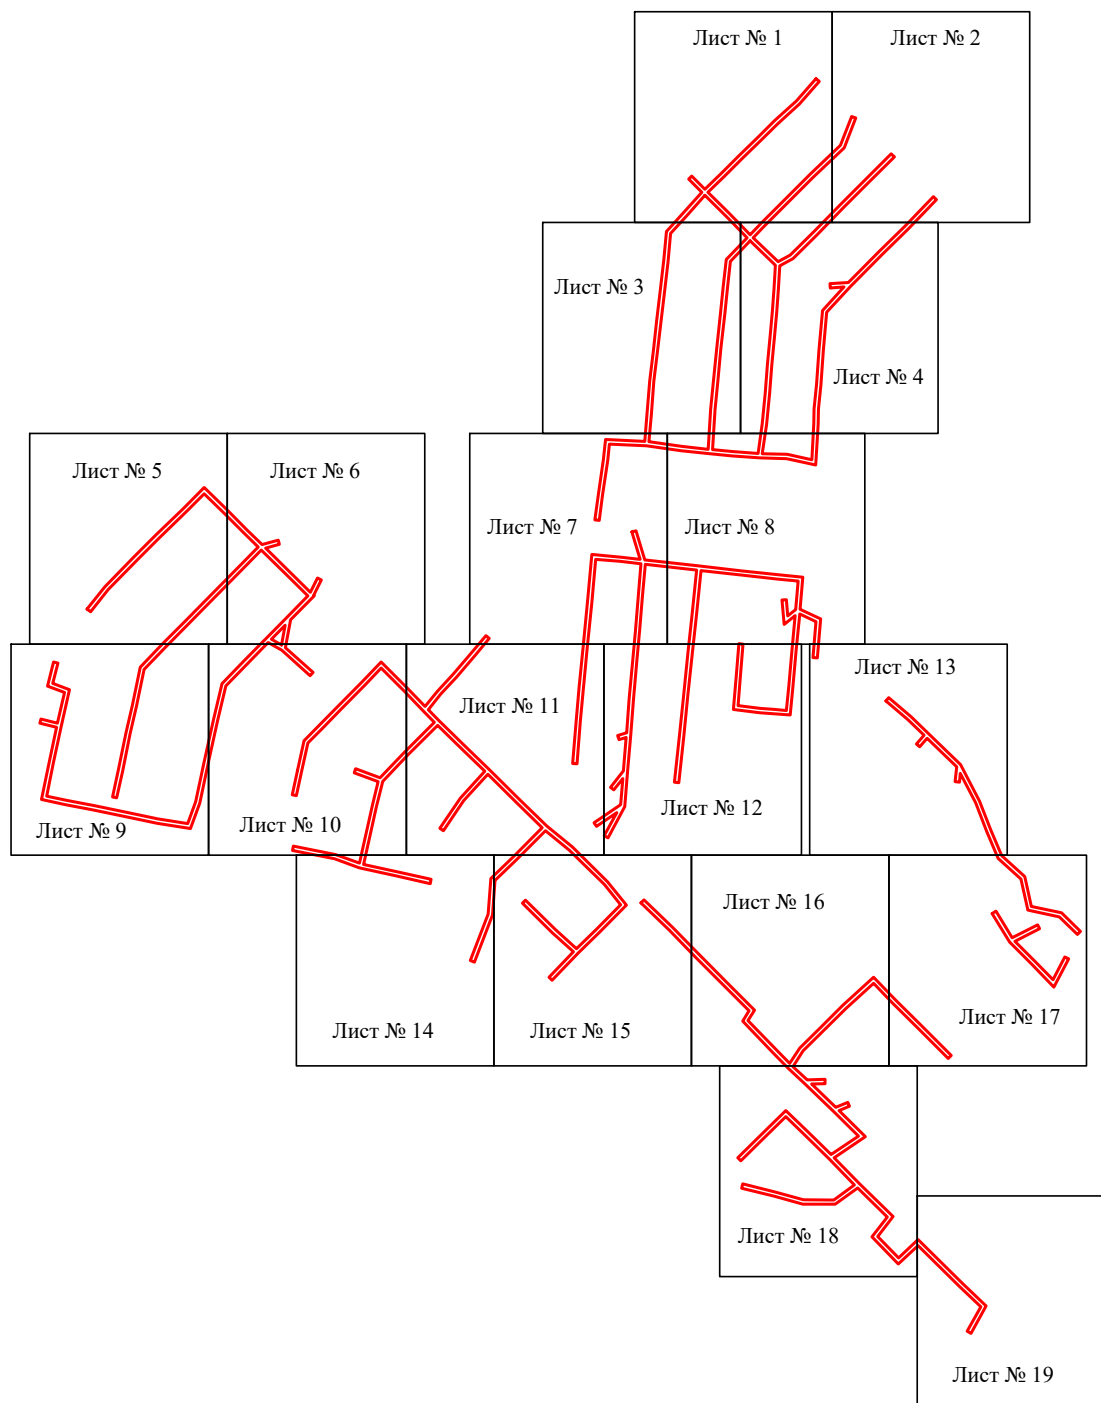 Лист № 1
Лист № 2
Лист № 3
Лист № 4
Лист № 5
Лист № 6
Лист № 7
Лист № 8
Лист № 9
Лист № 10
Лист № 11
Лист № 12
Лист № 13
Лист № 14
Лист № 15
Лист № 16
Лист № 17
Лист № 18
Лист № 19